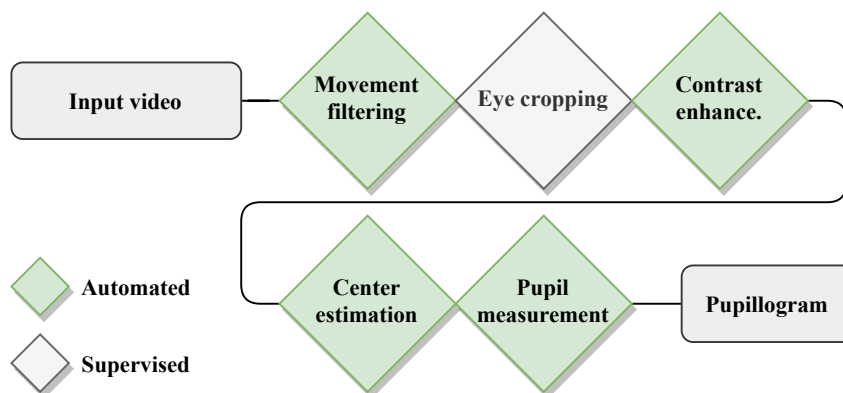 Input video
Movement
filtering
Eye cropping
Contrast
enhance.
Automated
Supervised
Center
estimation
Pupil
measurement
Pupillogram